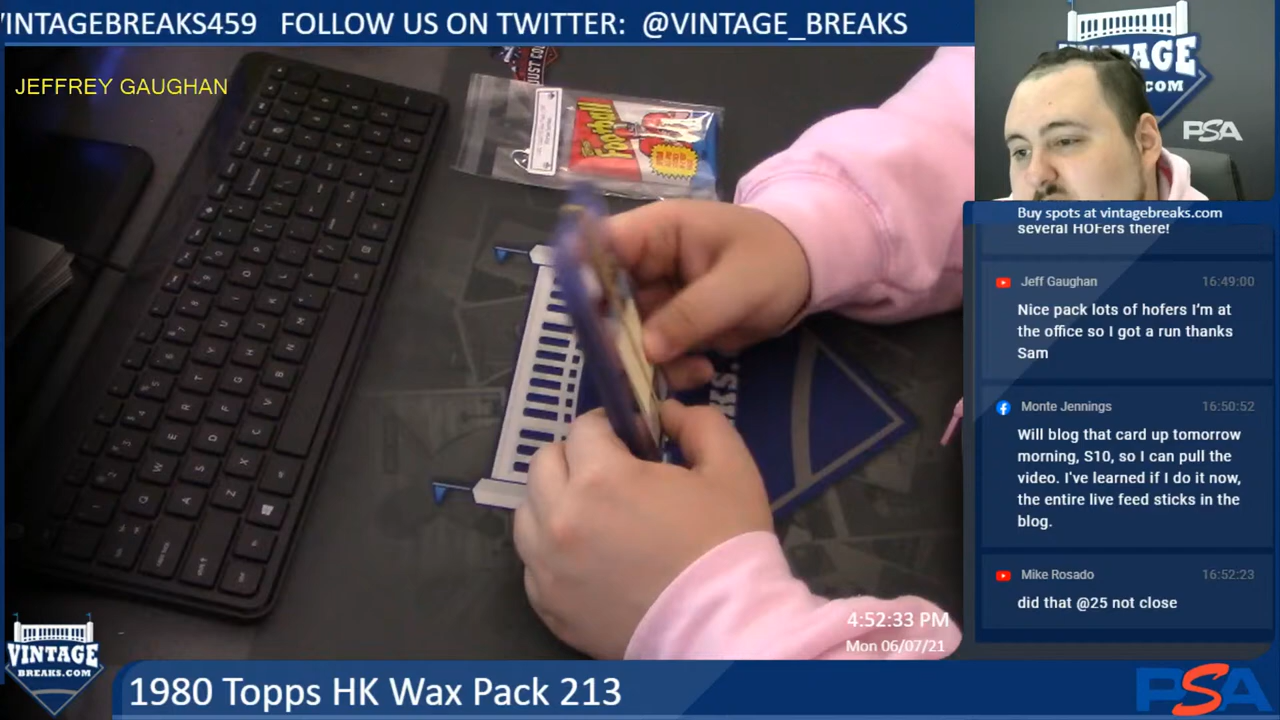 /INTAGEBREAKS459 FOLLOW US ON TWITTER: @VINTAGE_BREAKS
JEFFREY GAUGHAN
Football
VINTAGE
.COM
PSA
Buy spots at vintagebreaks.com
several HOFers there!
Jeff Gaughan 16:49:00
Nice pack lots of hofers I'm at
the office so I got a run thanks
Sam
Monte Jennings 16:50:52
Will blog that card up tomorrow
morning, S10, so I can pull the
video. I've learned if I do it now,
the entire live feed sticks in the
blog.
Mike Rosado 16:52:23
did that @25 not close
4:52:33 PM
Mon 06/07/21
VINTAGE
BREAKS.COM
1980 Topps HK Wax Pack 213
PSA